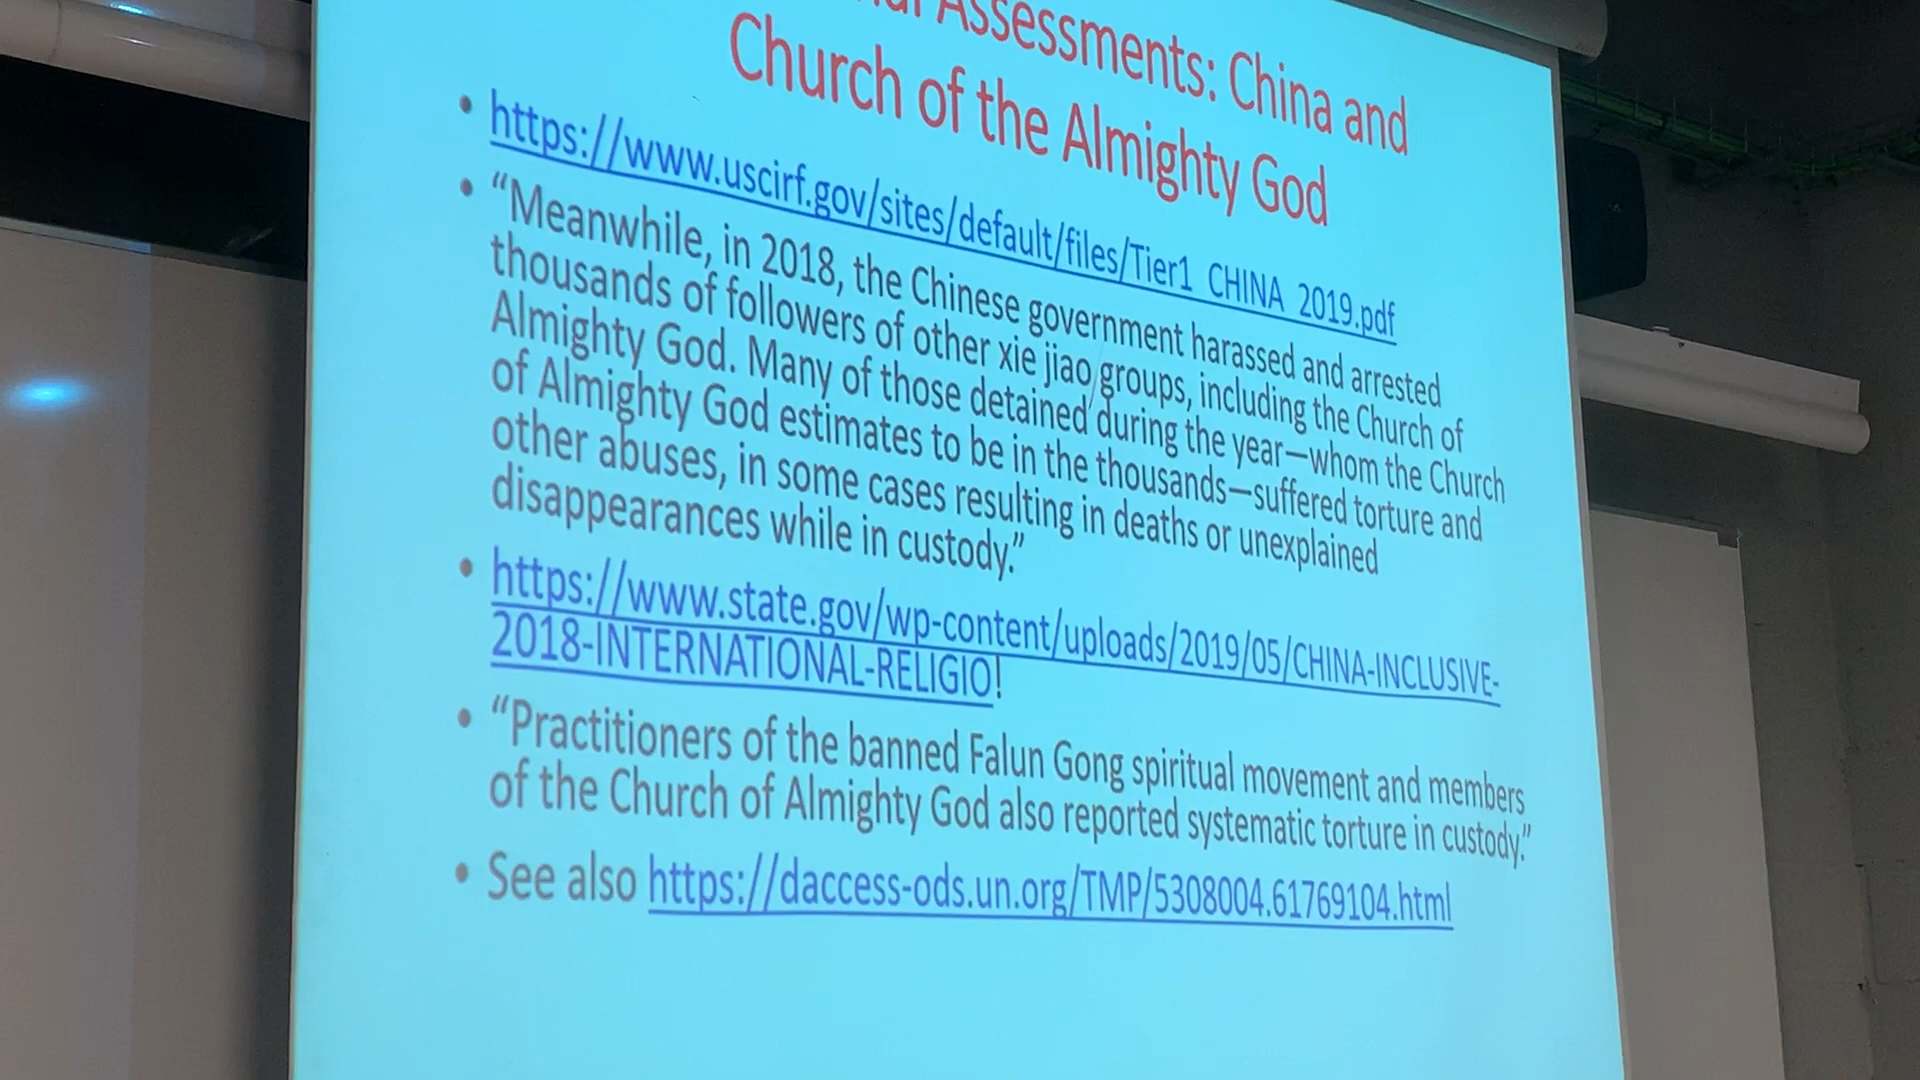 Assessments: China and
Church of the Almighty God
• https://www.uscirf.gov/sites/default/files/Tier1_CHINA_2019.pdf
• “Meanwhile, in 2018, the Chinese government harassed and arrested
thousands of followers of other xie jiao groups, including the Church of
Almighty God. Many of those detained during the year—whom the Church
of Almighty God estimates to be in the thousands—suffered torture and
other abuses, in some cases resulting in deaths or unexplained
disappearances while in custody.”
• https://www.state.gov/wp-content/uploads/2019/05/CHINA-INCLUSIVE-
2018-INTERNATIONAL-RELIGIO!
• “Practitioners of the banned Falun Gong spiritual movement and members
of the Church of Almighty God also reported systematic torture in custody.”
• See also https://daccess-ods.un.org/TMP/5308004.61769104.html